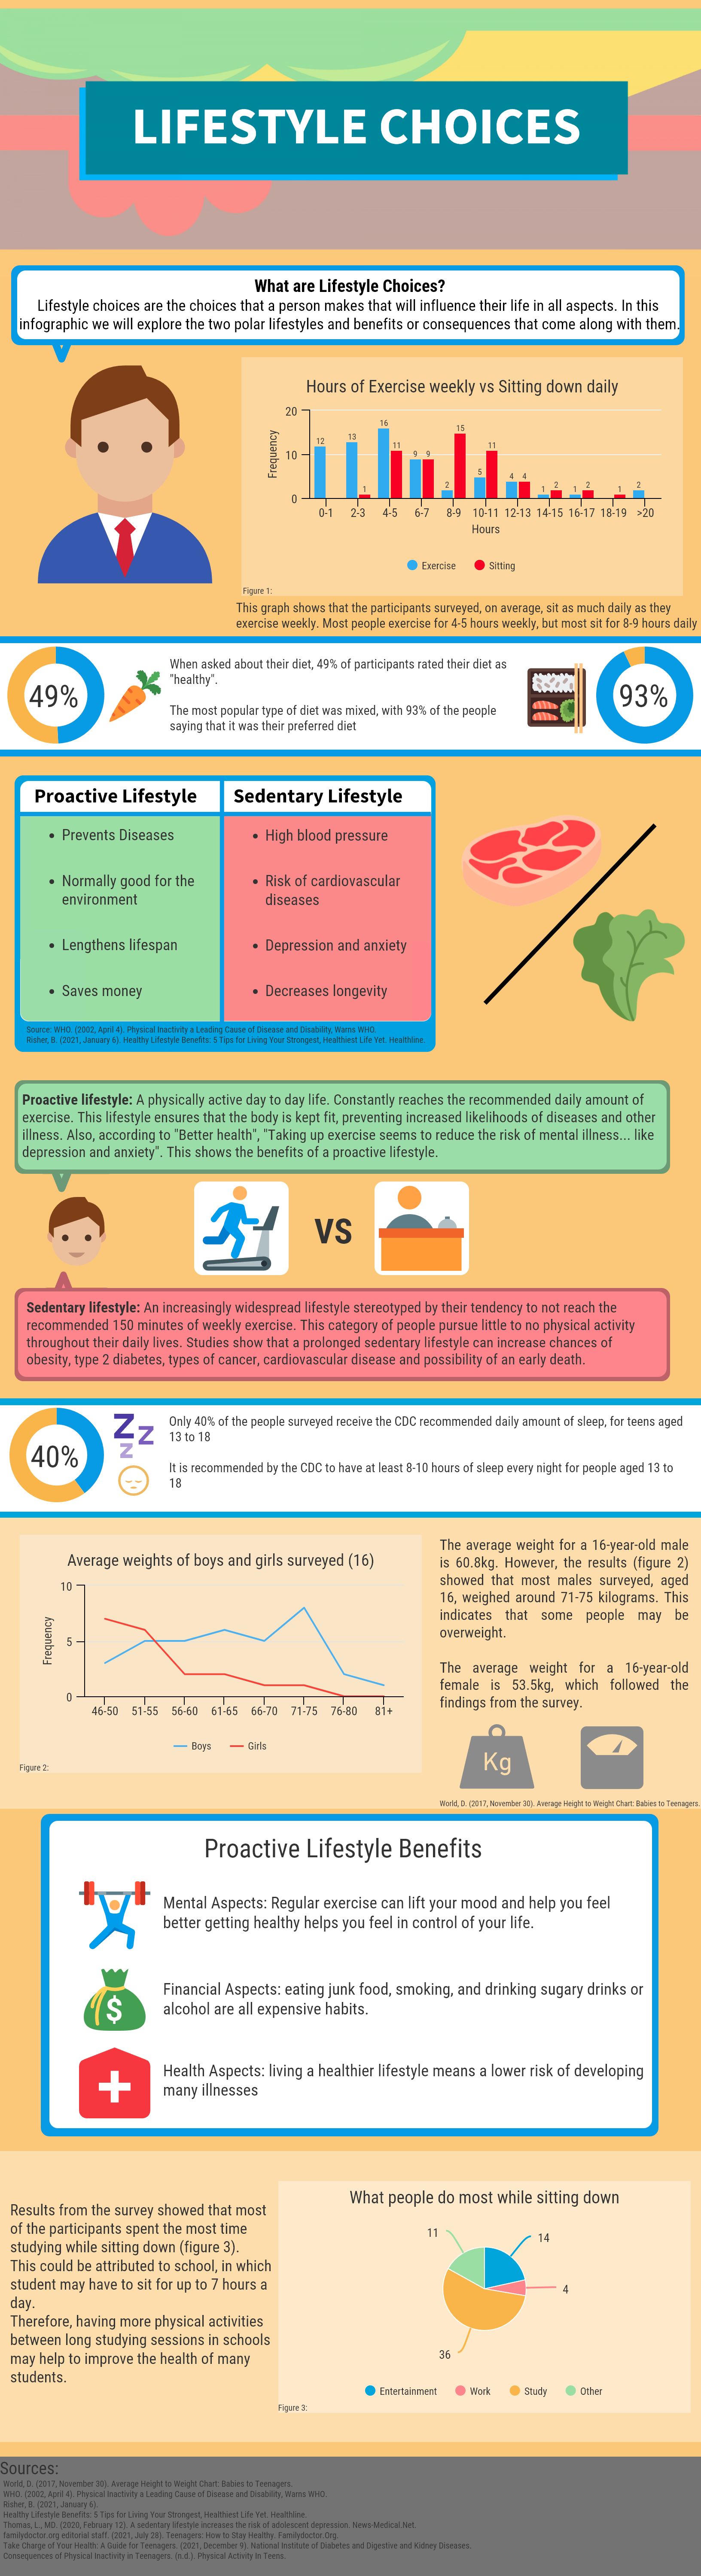 LIFESTYLE CHOICES
What are Lifestyle Choices?
Lifestyle choices are the choices that a person makes that will influence their life in all aspects. In this
infographic we will explore the two polar lifestyles and benefits or consequences that come along with them.
Hours of Exercise weekly vs Sitting down daily
Frequency
20
10
0
12
13
1
16
11
9
9
2
15
5
11
4
4
1
2
1
2
1
2
0-1
2-3
4-5
6-7
8-9
10-11
12-13
14-15
16-17
18-19
>20
Hours
Exercise
Sitting
Figure 1:
This graph shows that the participants surveyed, on average, sit as much daily as they
exercise weekly. Most people exercise for 4-5 hours weekly, but most sit for 8-9 hours daily
49%
When asked about their diet, 49% of participants rated their diet as
"healthy".
The most popular type of diet was mixed, with 93% of the people
saying that it was their preferred diet
93%
Proactive Lifestyle
Sedentary Lifestyle
• Prevents Diseases
• Normally good for the
environment
• Lengthens lifespan
• Saves money
• High blood pressure
• Risk of cardiovascular
diseases
• Depression and anxiety
• Decreases longevity
Source: WHO. (2002, April 4). Physical Inactivity a Leading Cause of Disease and Disability, Warns WHO.
Risher, B. (2021, January 6). Healthy Lifestyle Benefits: 5 Tips for Living Your Strongest, Healthiest Life Yet. Healthline.
Proactive lifestyle: A physically active day to day life. Constantly reaches the recommended daily amount of
exercise. This lifestyle ensures that the body is kept fit, preventing increased likelihoods of diseases and other
illness. Also, according to "Better health", "Taking up exercise seems to reduce the risk of mental illness... like
depression and anxiety". This shows the benefits of a proactive lifestyle.
VS
Sedentary lifestyle: An increasingly widespread lifestyle stereotyped by their tendency to not reach the
recommended 150 minutes of weekly exercise. This category of people pursue little to no physical activity
throughout their daily lives. Studies show that a prolonged sedentary lifestyle can increase chances of
obesity, type 2 diabetes, types of cancer, cardiovascular disease and possibility of an early death.
40%
Z
Z
Z
Only 40% of the people surveyed receive the CDC recommended daily amount of sleep, for teens aged
13 to 18
It is recommended by the CDC to have at least 8-10 hours of sleep every night for people aged 13 to
18
Average weights of boys and girls surveyed (16)
Frequency
10
5
0
46-50
51-55
56-60
61-65
66-70
71-75
76-80
81+
Boys
Girls
Figure 2:
The average weight for a 16-year-old male
is 60.8kg. However, the results (figure 2)
showed that most males surveyed, aged
16, weighed around 71-75 kilograms. This
indicates that some people may be
overweight.
The average weight for a 16-year-old
female is 53.5kg, which followed the
findings from the survey.
Kg
World, D. (2017, November 30). Average Height to Weight Chart: Babies to Teenagers.
Proactive Lifestyle Benefits
Mental Aspects: Regular exercise can lift your mood and help you feel
better getting healthy helps you feel in control of your life.
$
Financial Aspects: eating junk food, smoking, and drinking sugary drinks or
alcohol are all expensive habits.
Health Aspects: living a healthier lifestyle means a lower risk of developing
many illnesses
Results from the survey showed that most
of the participants spent the most time
studying while sitting down (figure 3).
This could be attributed to school, in which
student may have to sit for up to 7 hours a
day.
Therefore, having more physical activities
between long studying sessions in schools
may help to improve the health of many
students.
What people do most while sitting down
11
14
4
36
Entertainment
Work
Study
Other
Figure 3:
Sources:
World, D. (2017, November 30). Average Height to Weight Chart: Babies to Teenagers.
WHO. (2002, April 4). Physical Inactivity a Leading Cause of Disease and Disability, Warns WHO.
Risher, B. (2021, January 6).
Healthy Lifestyle Benefits: 5 Tips for Living Your Strongest, Healthiest Life Yet. Healthline.
Thomas, L., MD. (2020, February 12). A sedentary lifestyle increases the risk of adolescent depression. News-Medical.Net.
familydoctor.org editorial staff. (2021, July 28). Teenagers: How to Stay Healthy. Familydoctor.Org.
Take Charge of Your Health: A Guide for Teenagers. (2021, December 9). National Institute of Diabetes and Digestive and Kidney Diseases.
Consequences of Physical Inactivity in Teenagers. (n.d.). Physical Activity In Teens.